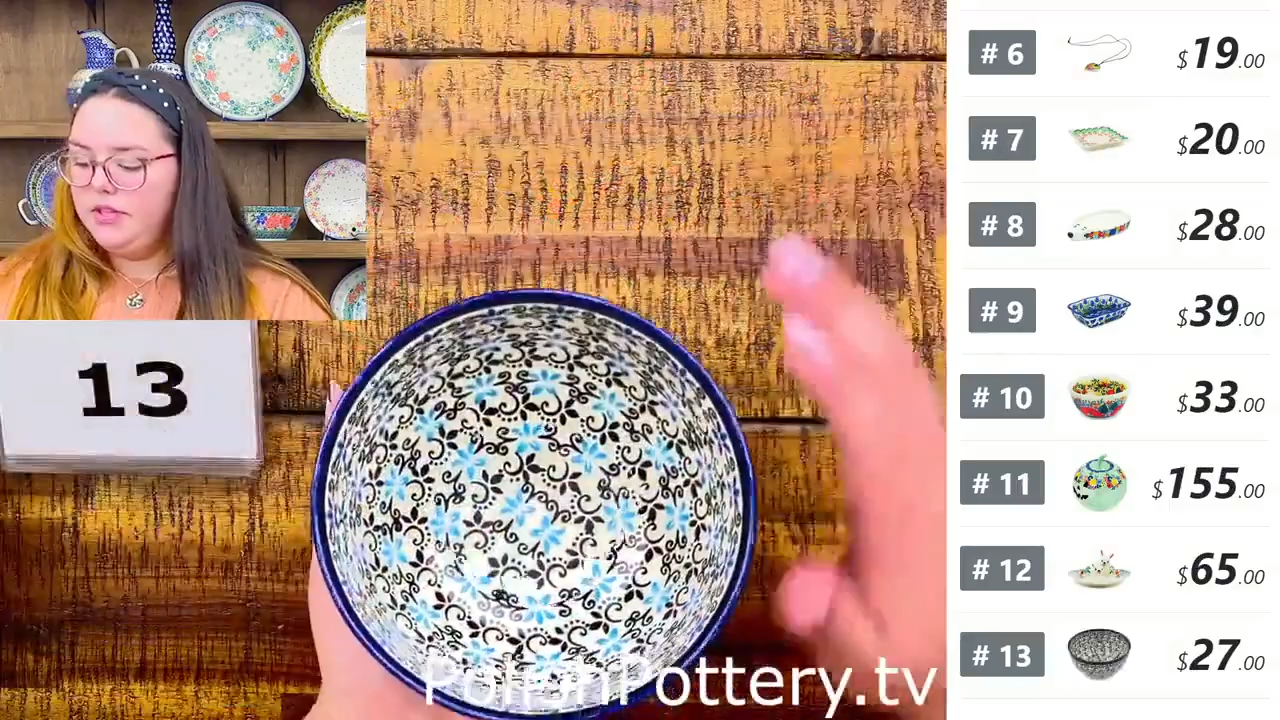 13
PolishPottery.tv
# 6 $19.00
# 7 $20.00
# 8 $28.00
# 9 $39.00
# 10 $33.00
# 11 $155.00
# 12 $65.00
# 13 $27.00